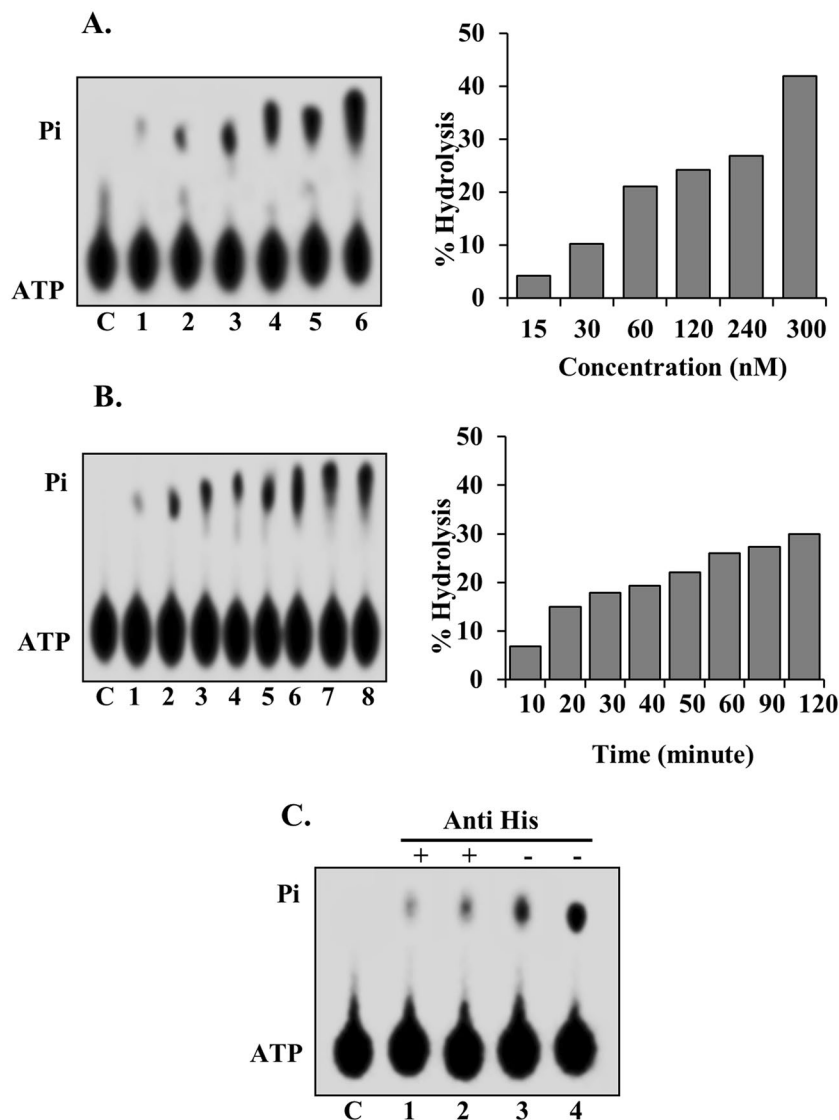 A.
Pi
ATP
C 1 2 3 4 5 6
% Hydrolysis
50
40
30
20
10
0
15 30 60 120 240 300
Concentration (nM)
B.
Pi
ATP
C 1 2 3 4 5 6 7 8
% Hydrolysis
50
40
30
20
10
0
10 20 30 40 50 60 90 120
Time (minute)
C.
Anti His
+ + - -
Pi
ATP
C 1 2 3 4